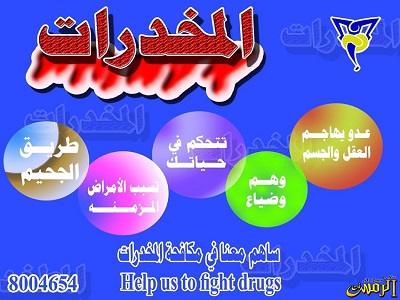 المخدرات
عدو يهاجم
العقل والجسم
وهم
وضياع
تتحكم في
حياتك
تسبب الأمراض
المزمنه
طريق
الجحيم
ساهم معنا في مكافحة المخدرات
Help us to fight drugs
8004654